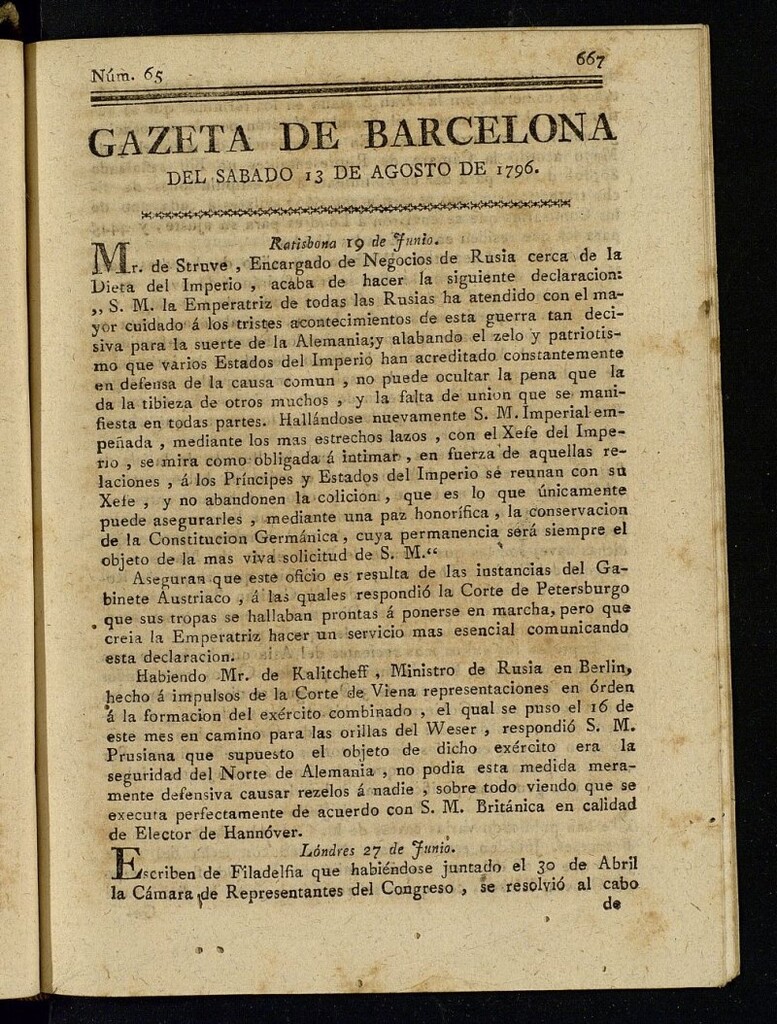 Núm. 65
667
GAZETA DE BARCELONA
DEL SABADO 13 DE AGOSTO DE 1796.
Ratisbona 19 de Junio.
Mr. de Struve , Encargado de Negocios de Rusia cerca de la
Dieta del Imperio , acaba de hacer la siguiente declaracion:
„ S. M. la Emperatriz de todas las Rusias ha atendido con el ma-
yor cuidado á los tristes acontecimientos de esta guerra tan deci-
siva para la suerte de la Alemania;y alabando el zelo y patriotis-
mo que varios Estados del Imperio han acreditado constantemente
en defensa de la causa comun , no puede ocultar la pena que la
da la tibieza de otros muchos , y la falta de union que se mani-
fiesta en todas partes. Hallándose nuevamente S. M. Imperial em-
peñada , mediante los mas estrechos lazos , con el Xefe del Impe-
rio , se mira como obligada á intimar , en fuerza de aquellas re-
laciones , á los Príncipes y Estados del Imperio se reunan con su
Xefe , y no abandonen la colicion , que es lo que únicamente
puede asegurarles , mediante una paz honorífica , la conservacion
de la Constitucion Germánica , cuya permanencia será siempre el
objeto de la mas viva solicitud de S. M.“
Aseguran que este oficio es resulta de las instancias del Ga-
binete Austriaco , á las quales respondió la Corte de Petersburgo
que sus tropas se hallaban prontas á ponerse en marcha, pero que
creia la Emperatriz hacer un servicio mas esencial comunicando
esta declaracion.
Habiendo Mr. de Kalitcheff , Ministro de Rusia en Berlin,
hecho á impulsos de la Corte de Viena representaciones en órden
á la formacion del exército combinado , el qual se puso el 16 de
este mes en camino para las orillas del Weser , respondió S. M.
Prusiana que supuesto el objeto de dicho exército era la
seguridad del Norte de Alemania , no podia esta medida mera-
mente defensiva causar rezelos á nadie , sobre todo viendo que se
executa perfectamente de acuerdo con S. M. Británica en calidad
de Elector de Hannóver.
Lóndres 27 de Junio.
Escriben de Filadelfia que habiéndose juntado el 30 de Abril
la Cámara de Representantes del Congreso , se resolvió al cabo
de